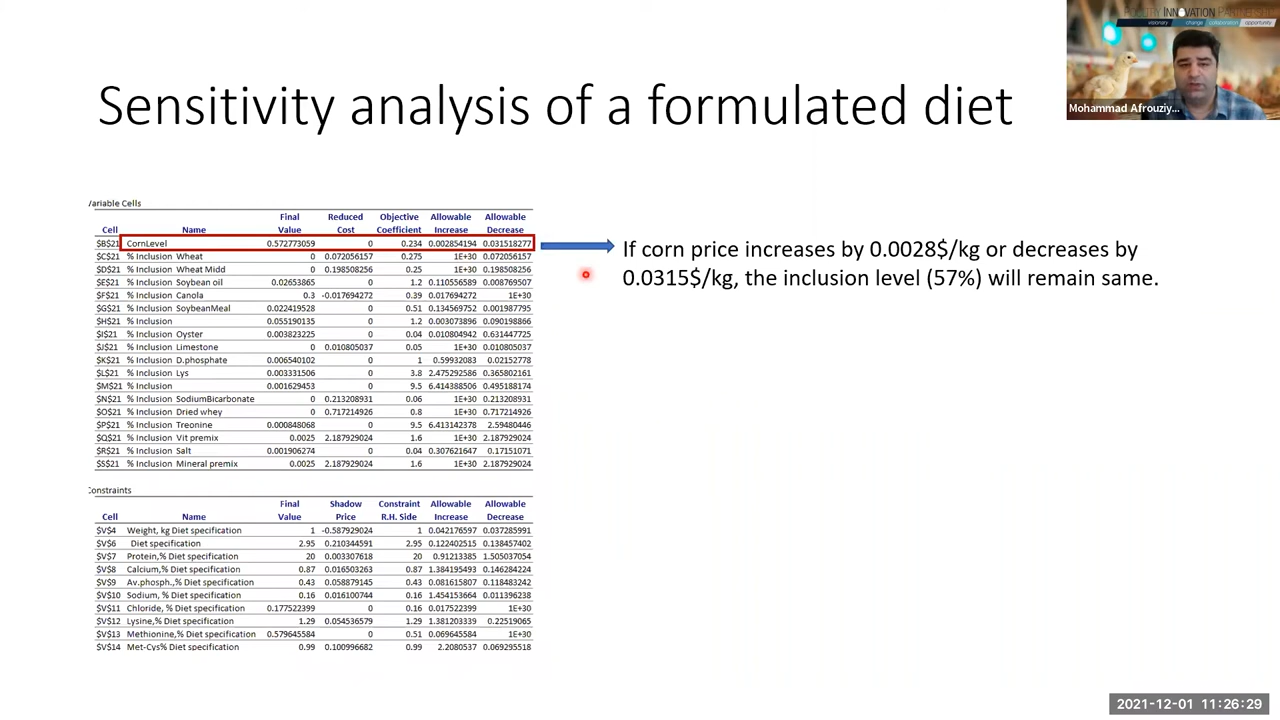 POULTRY INNOVATION PARTNERSHIP
visionary change collaboration opportunity
Mohammad Afrouziy...
Sensitivity analysis of a formulated diet
Variable Cells
Final Reduced Objective Allowable Allowable
Cell Name Value Cost Coefficient Increase Decrease
$B$21 CornLevel 0.572773059 0 0.234 0.002854194 0.031518277
$C$21 % Inclusion Wheat 0 0.072056157 0.275 1E+30 0.072056157
$D$21 % Inclusion Wheat Midd 0 0.198508256 0.25 1E+30 0.198508256
$E$21 % Inclusion Soybean oil 0.02653865 0 1.2 0.110556589 0.008769507
$F$21 % Inclusion Canola 0.3 -0.017694272 0.39 0.017694272 1E+30
$G$21 % Inclusion SoybeanMeal 0.022419528 0 0.51 0.134569752 0.001987795
$H$21 % Inclusion 0.055190135 0 1.2 0.003073896 0.090198866
$I$21 % Inclusion Oyster 0.003823225 0 0.04 0.010804942 0.631447725
$J$21 % Inclusion Limestone 0 0.010805037 0.05 1E+30 0.010805037
$K$21 % Inclusion D.phosphate 0.006540102 0 1 0.59932083 0.02152778
$L$21 % Inclusion Lys 0.003331506 0 3.8 2.475292586 0.365802161
$M$21 % Inclusion 0.001629453 0 9.5 6.414388506 0.495188174
$N$21 % Inclusion SodiumBicarbonate 0 0.213208931 0.06 1E+30 0.213208931
$O$21 % Inclusion Dried whey 0 0.717214926 0.8 1E+30 0.717214926
$P$21 % Inclusion Treonine 0.000848068 0 9.5 6.413142378 2.59480446
$Q$21 % Inclusion Vit premix 0.0025 2.187929024 1.6 1E+30 2.187929024
$R$21 % Inclusion Salt 0.001906274 0 0.04 0.307621647 0.17151071
$S$21 % Inclusion Mineral premix 0.0025 2.187929024 1.6 1E+30 2.187929024
If corn price increases by 0.0028$/kg or decreases by
0.0315$/kg, the inclusion level (57%) will remain same.
Constraints
Final Shadow Constraint Allowable Allowable
Cell Name Value Price R.H. Side Increase Decrease
$V$4 Weight, kg Diet specification 1 -0.587929024 1 0.042176597 0.037285991
$V$6 Diet specification 2.95 0.210344591 2.95 0.122402515 0.138457402
$V$7 Protein,% Diet specification 20 0.003307618 20 0.91213385 1.505037054
$V$8 Calcium,% Diet specification 0.87 0.016503263 0.87 1.384195493 0.146284224
$V$9 Av.phosph.,% Diet specification 0.43 0.058879145 0.43 0.081615807 0.118483242
$V$10 Sodium, % Diet specification 0.16 0.016100744 0.16 1.454153664 0.011396238
$V$11 Chloride, % Diet specification 0.177522399 0 0.16 0.017522399 1E+30
$V$12 Lysine,% Diet specification 1.29 0.054536579 1.29 1.381203339 0.22519065
$V$13 Methionine,% Diet specification 0.579645584 0 0.51 0.069645584 1E+30
$V$14 Met-Cys% Diet specification 0.99 0.100996682 0.99 2.2080537 0.069295518
2021-12-01 11:26:29